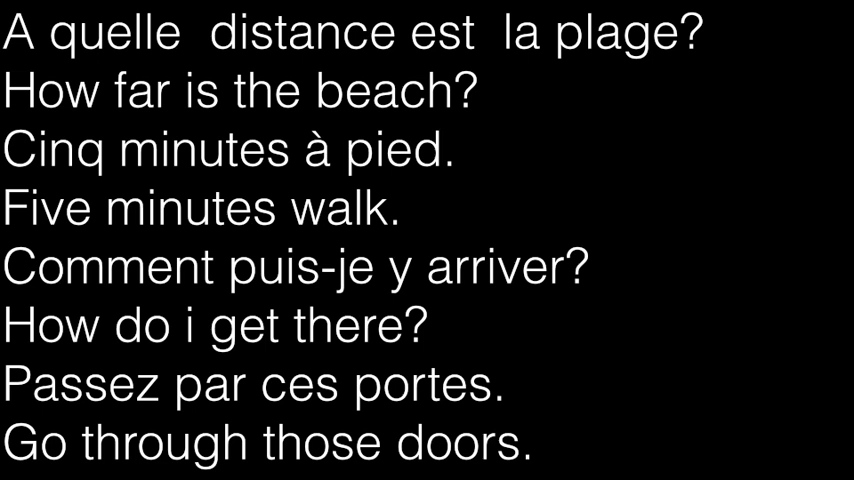 A quelle distance est la plage?
How far is the beach?
Cinq minutes à pied.
Five minutes walk.
Comment puis-je y arriver?
How do i get there?
Passez par ces portes.
Go through those doors.